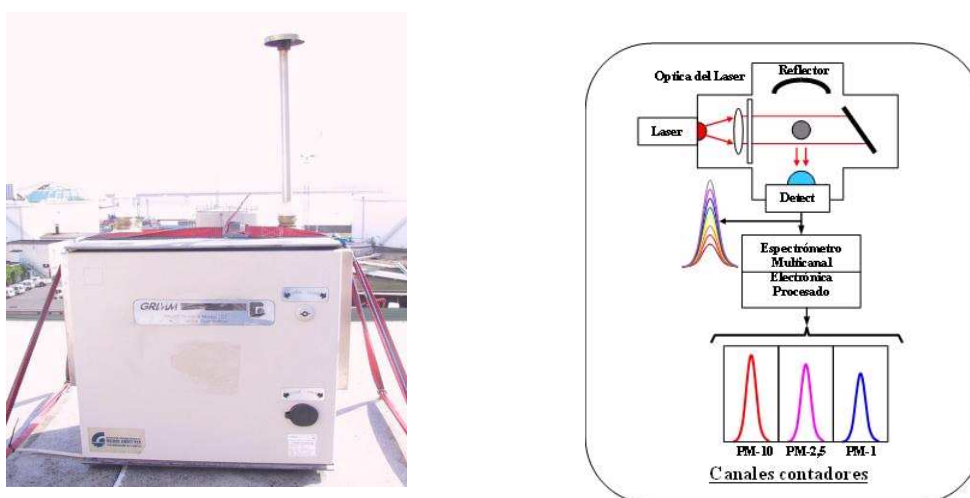 GRIMM
Optica del Laser
Reflector
Laser
Detect
Espectrómetro
Multicanal
Electrónica
Procesado
PM-10 PM-2,5 PM-1
Canales contadores